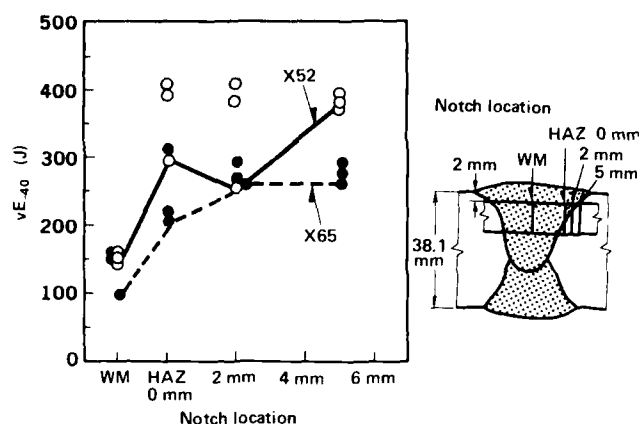 500
400
300
200
100
0
vE₋₄₀ (J)
X52
X65
WM
HAZ
0 mm
2 mm
4 mm
6 mm
Notch location
Notch location
HAZ 0 mm
2 mm
5 mm
WM
2 mm
38.1
mm